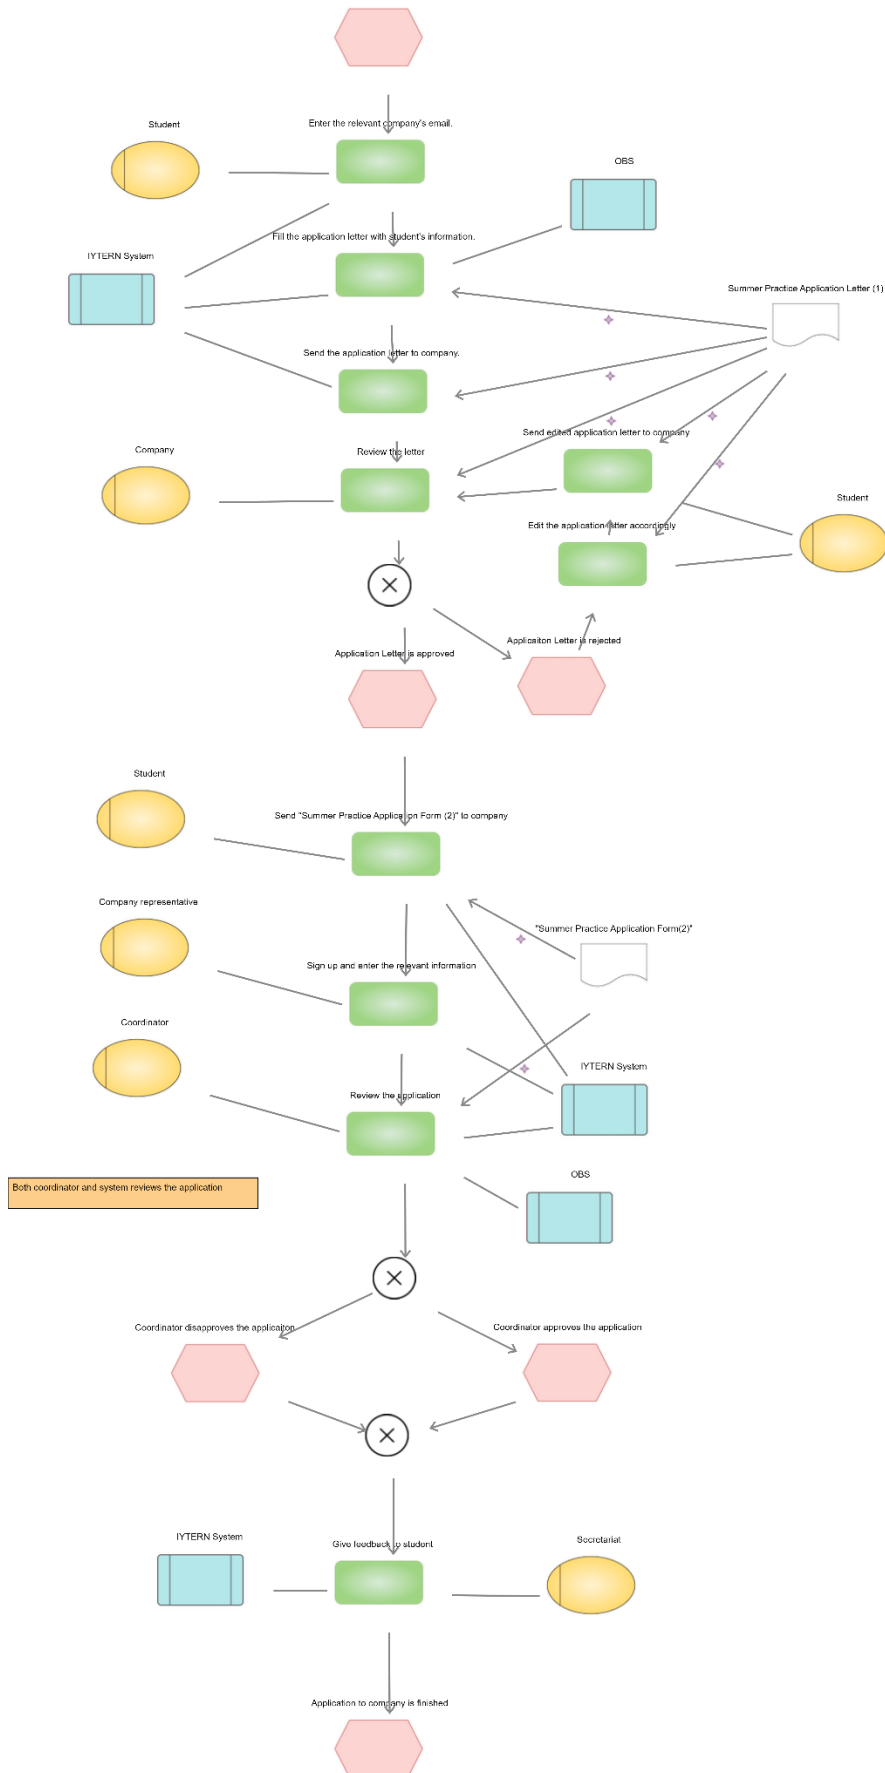 Enter the relevant company's email.
Student
OBS
Fill the application letter with student's information.
IYTERN System
Summer Practice Application Letter (1)
Send the application letter to company.
Send edited application letter to company
Review the letter
Company
Student
Edit the application letter accordingly
Applicaiton Letter is rejected
Application Letter is approved
Student
Send "Summer Practice Application Form (2)" to company
Company representative
"Summer Practice Application Form(2)"
Sign up and enter the relevant information
Coordinator
IYTERN System
Review the application
OBS
Both coordinator and system reviews the application
Coordinator disapproves the applicaiton
Coordinator approves the application
IYTERN System
Secretariat
Give feedback to student
Application to company is finished